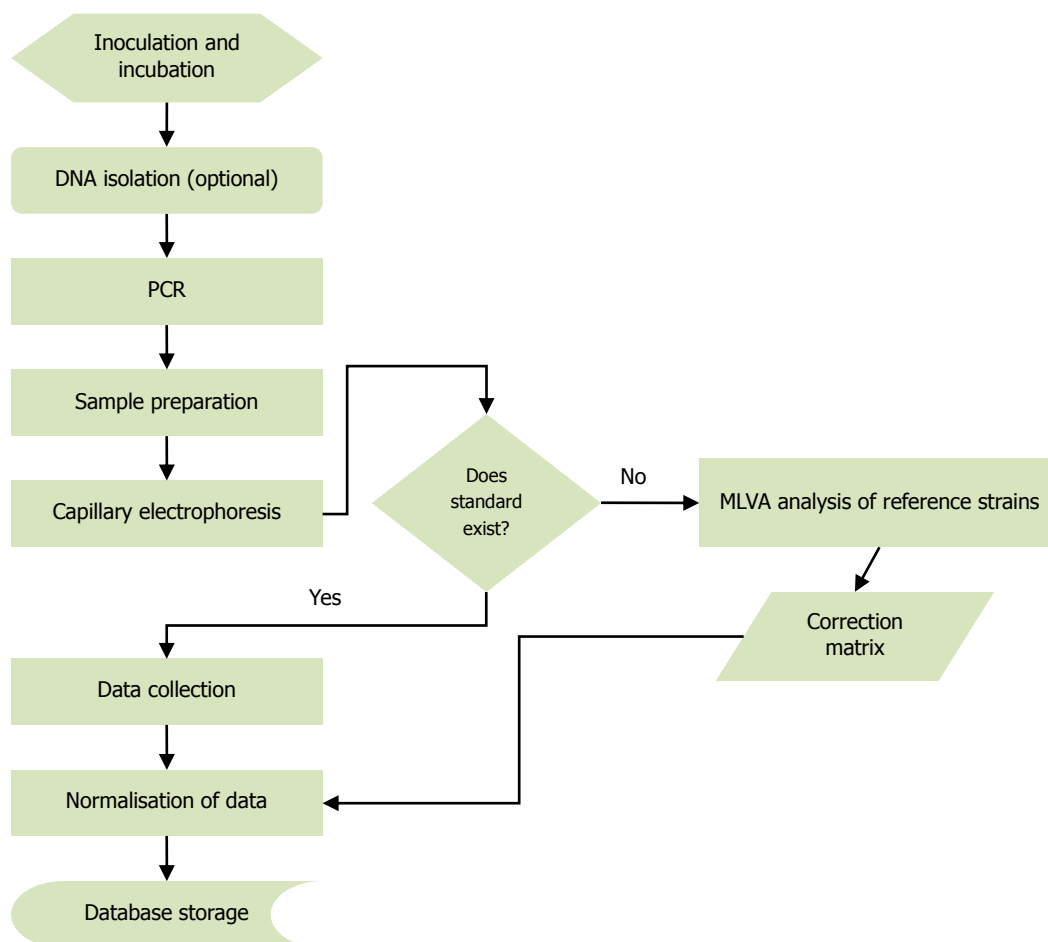 Inoculation and
incubation
DNA isolation (optional)
PCR
Sample preparation
Capillary electrophoresis
Does
standard
exist?
No
MLVA analysis of reference strains
Yes
Correction
matrix
Data collection
Normalisation of data
Database storage